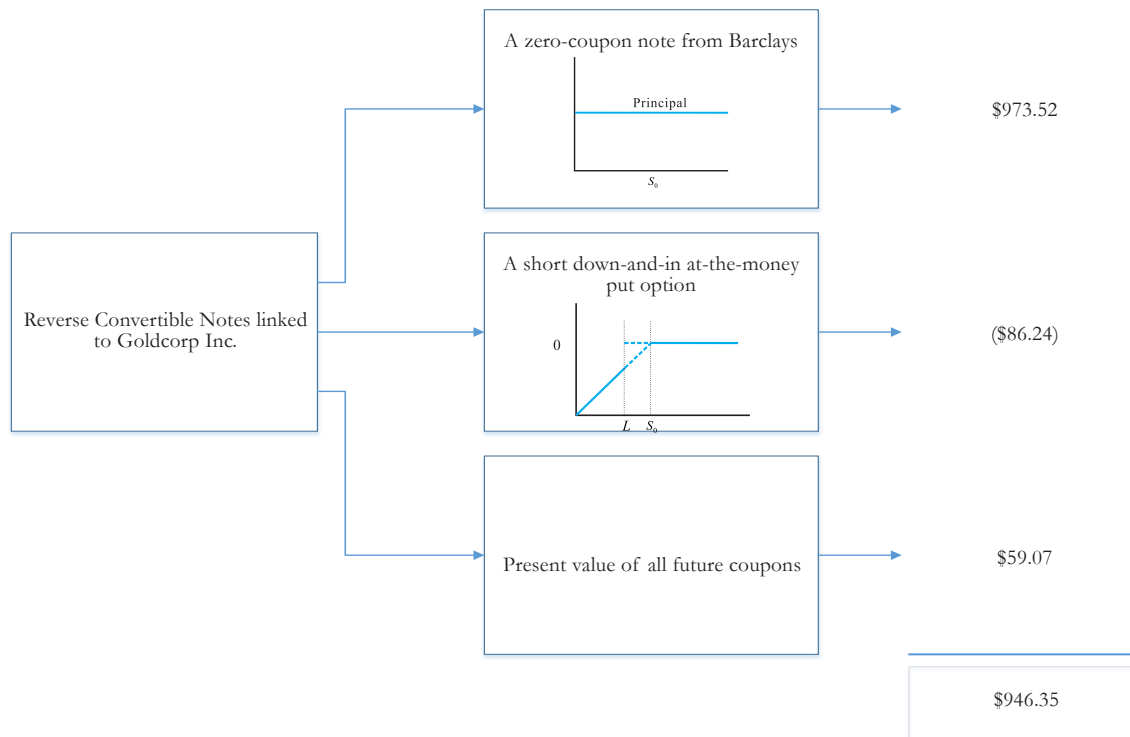 A zero-coupon note from Barclays
Principal
S₀
$973.52
Reverse Convertible Notes linked
to Goldcorp Inc.
A short down-and-in at-the-money
put option
0
L S₀
($86.24)
Present value of all future coupons
$59.07
$946.35